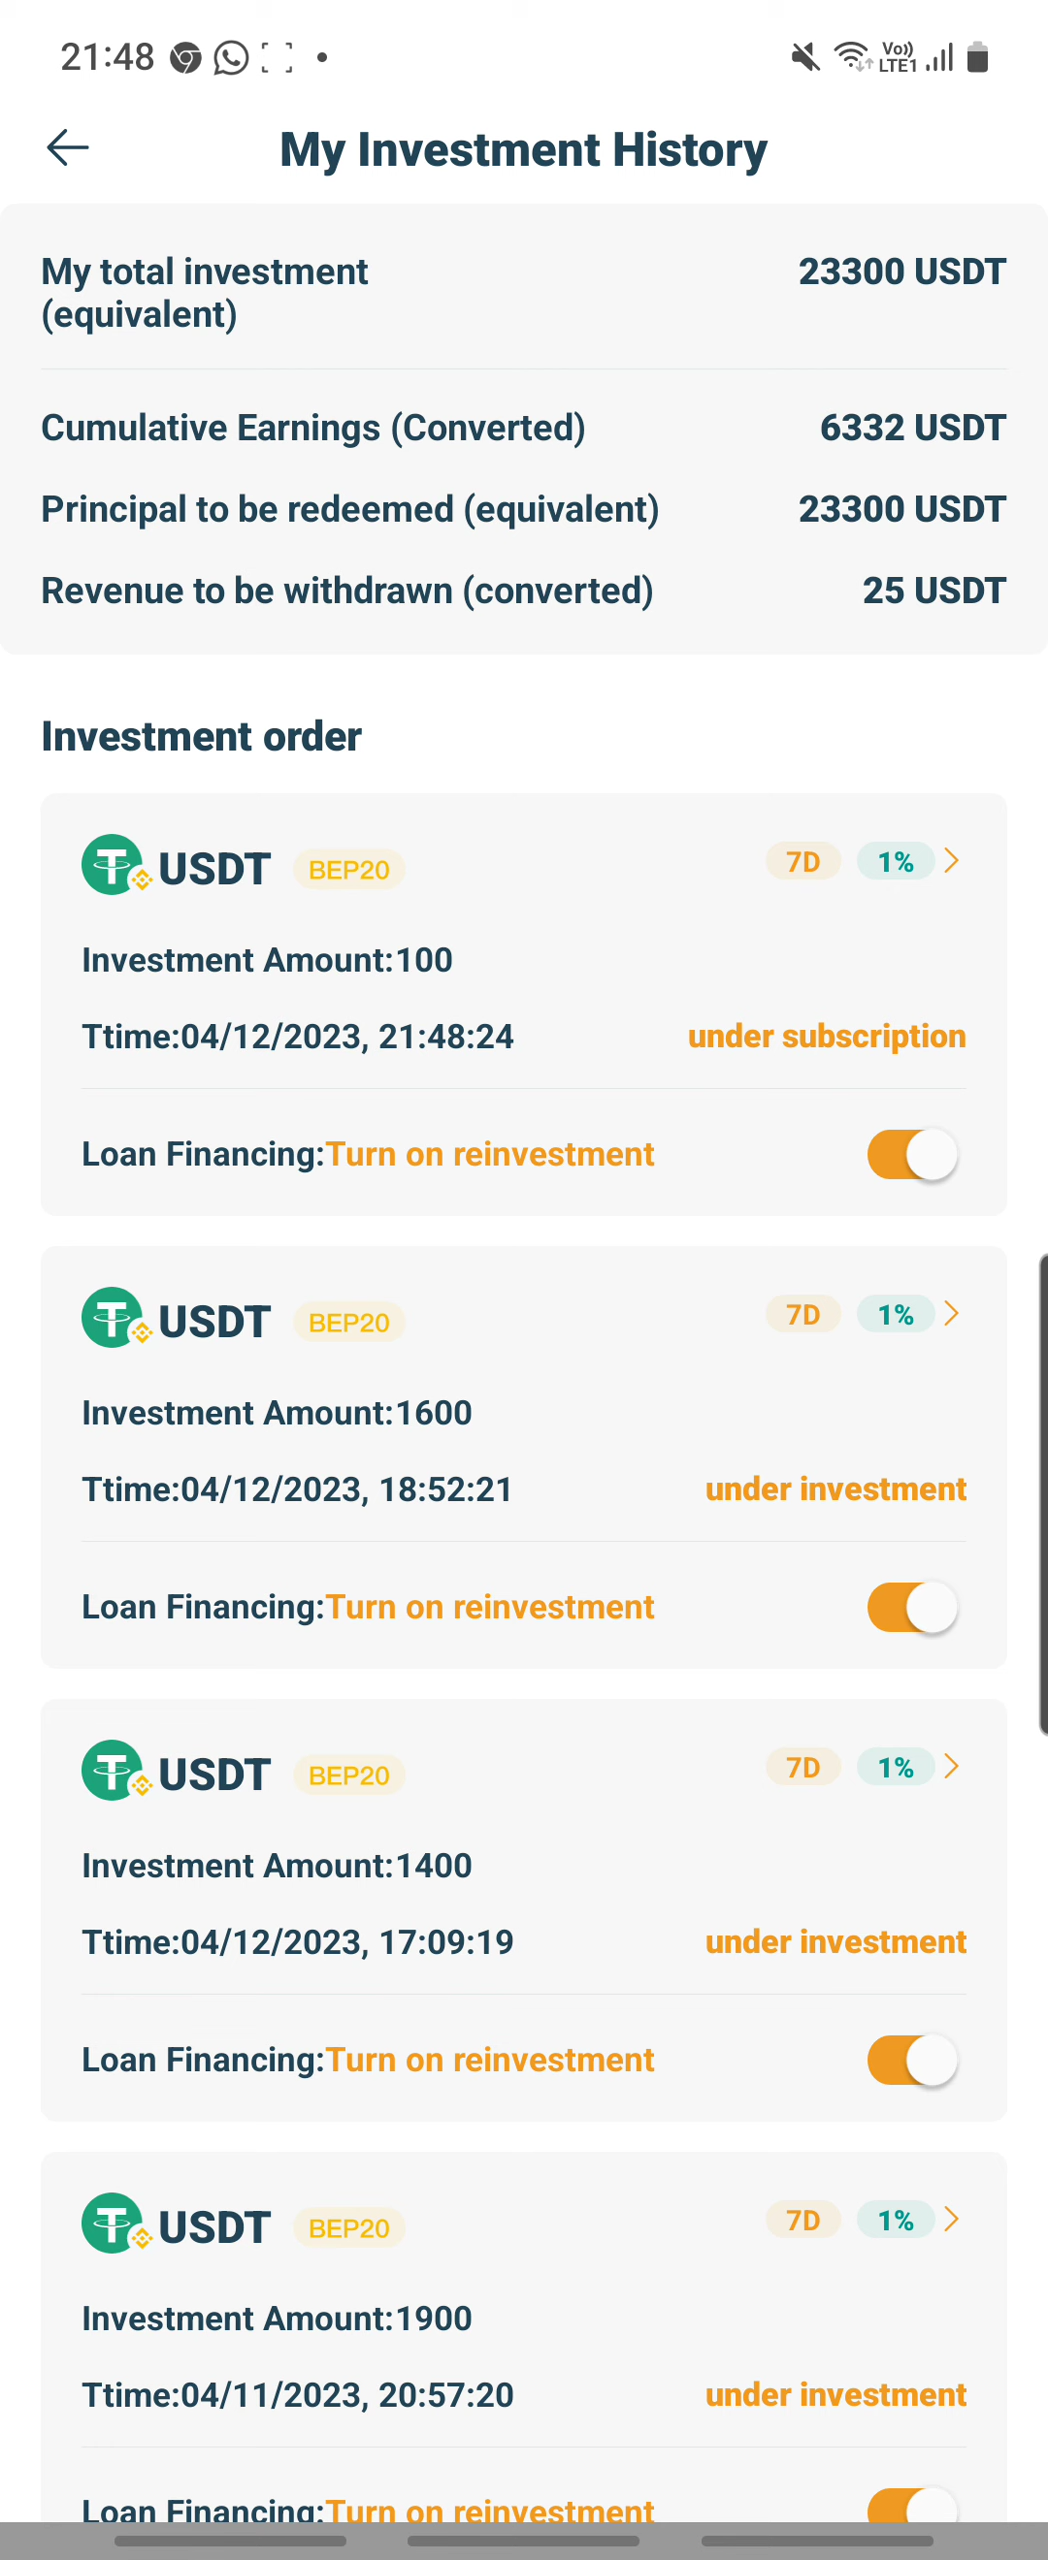 21:48
Vo))
LTE1
My Investment History
My total investment
(equivalent)
23300 USDT
Cumulative Earnings (Converted)
6332 USDT
Principal to be redeemed (equivalent)
23300 USDT
Revenue to be withdrawn (converted)
25 USDT
Investment order
USDT BEP20 7D 1%
Investment Amount:100
Ttime:04/12/2023, 21:48:24 under subscription
Loan Financing:Turn on reinvestment
USDT BEP20 7D 1%
Investment Amount:1600
Ttime:04/12/2023, 18:52:21 under investment
Loan Financing:Turn on reinvestment
USDT BEP20 7D 1%
Investment Amount:1400
Ttime:04/12/2023, 17:09:19 under investment
Loan Financing:Turn on reinvestment
USDT BEP20 7D 1%
Investment Amount:1900
Ttime:04/11/2023, 20:57:20 under investment
Loan Financing:Turn on reinvestment